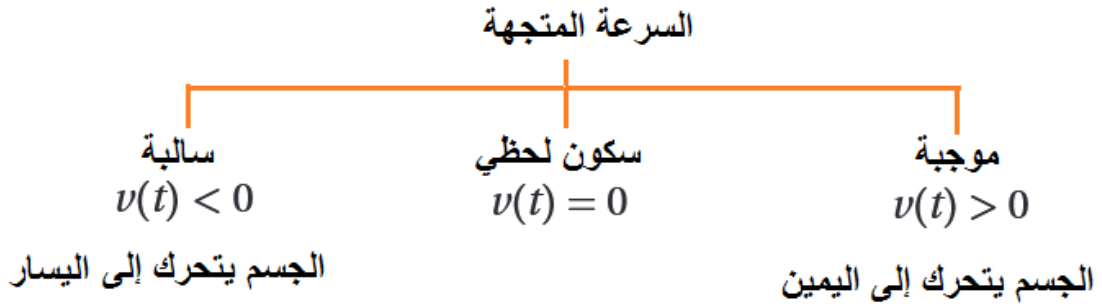 السرعة المتجهة
موجبة
v(t) > 0
الجسم يتحرك إلى اليمين
سكون لحظي
v(t) = 0
سالبة
v(t) < 0
الجسم يتحرك إلى اليسار